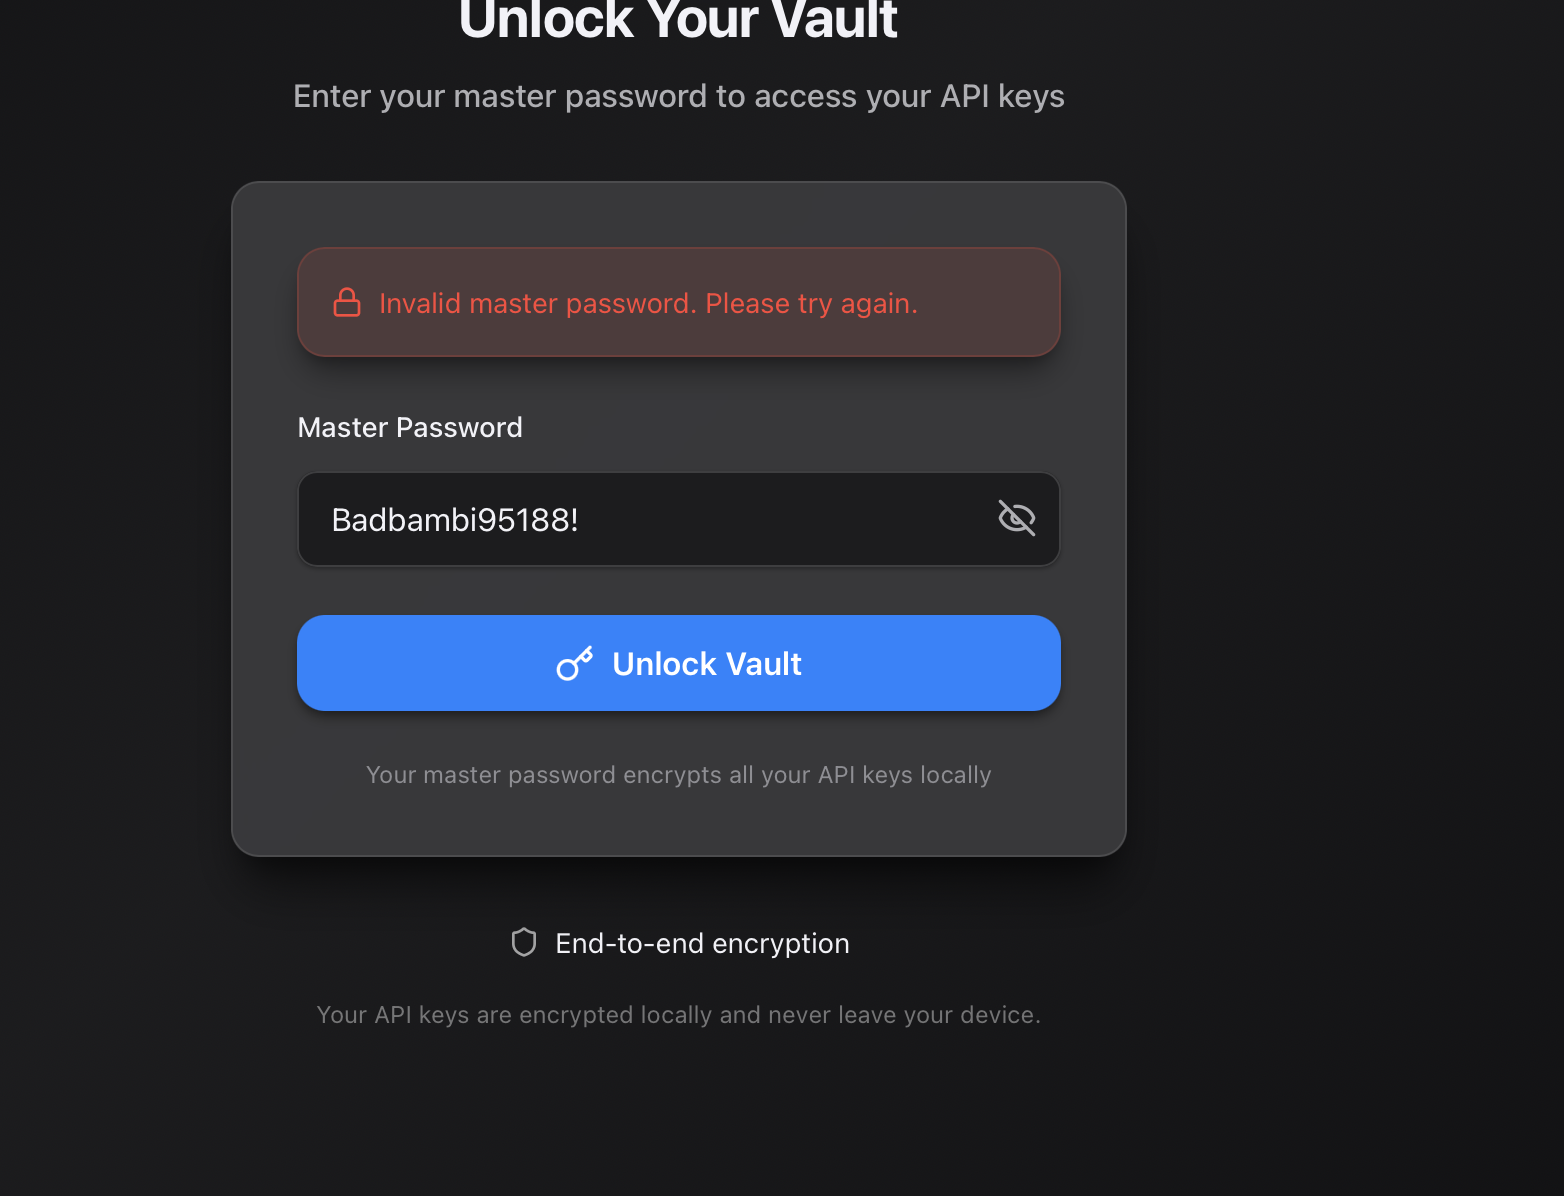 Unlock Your Vault
Enter your master password to access your API keys
Invalid master password. Please try again.
Master Password
Badbambi95188!
Unlock Vault
Your master password encrypts all your API keys locally
End-to-end encryption
Your API keys are encrypted locally and never leave your device.